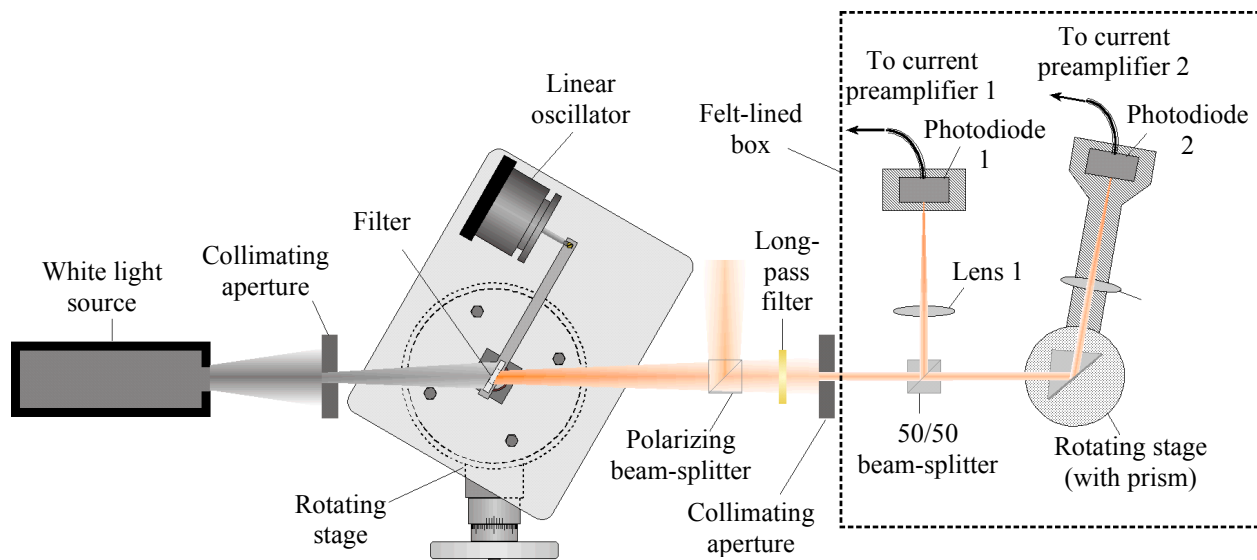 To current
preamplifier 2
To current
preamplifier 1
Linear
oscillator
Felt-lined
box
Photodiode
1
Photodiode
2
Filter
Long-
pass
filter
Collimating
aperture
White light
source
Lens 1
Polarizing
beam-splitter
50/50
beam-splitter
Rotating stage
(with prism)
Rotating
stage
Collimating
aperture